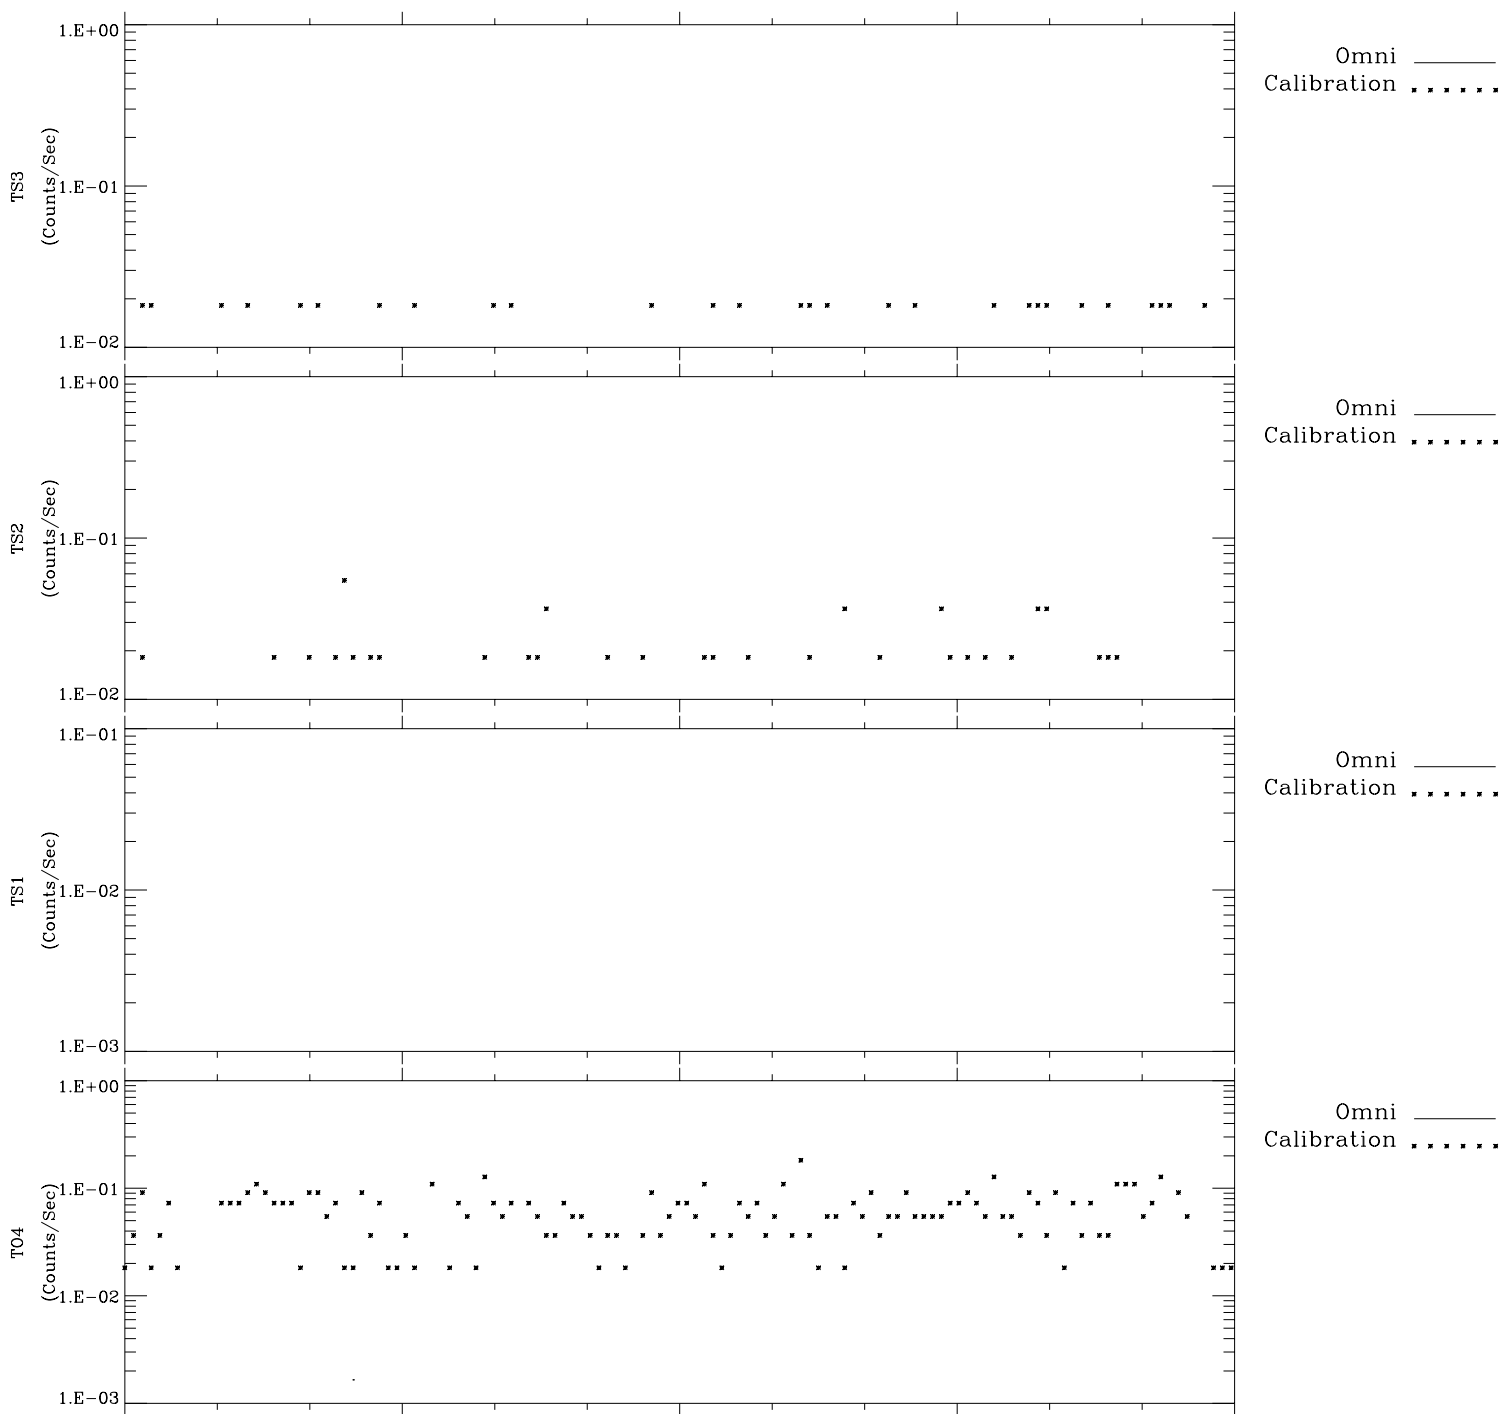 1.E+00
1.E-01
1.E-02
TS3
(Counts/Sec)
Omni
Calibration
1.E+00
1.E-01
1.E-02
TS2
(Counts/Sec)
Omni
Calibration
1.E-01
1.E-02
1.E-03
TS1
(Counts/Sec)
Omni
Calibration
1.E+00
1.E-01
1.E-02
1.E-03
TO4
(Counts/Sec)
Omni
Calibration